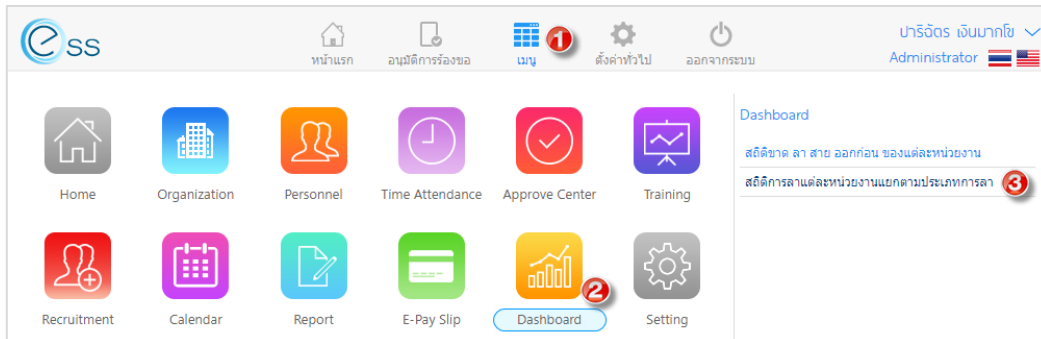 ess
หน้าแรก อนุมัติการร้องขอ เมนู 1 ตั้งค่าทั่วไป ออกจากระบบ
ปาริฉัตร เงินมากโข
Administrator
Home Organization Personnel Time Attendance Approve Center Training
Recruitment Calendar Report E-Pay Slip Dashboard 2 Setting
Dashboard
สถิติขาด ลา สาย ออกก่อน ของแต่ละหน่วยงาน
สถิติการลาแต่ละหน่วยงานแยกตามประเภทการลา 3